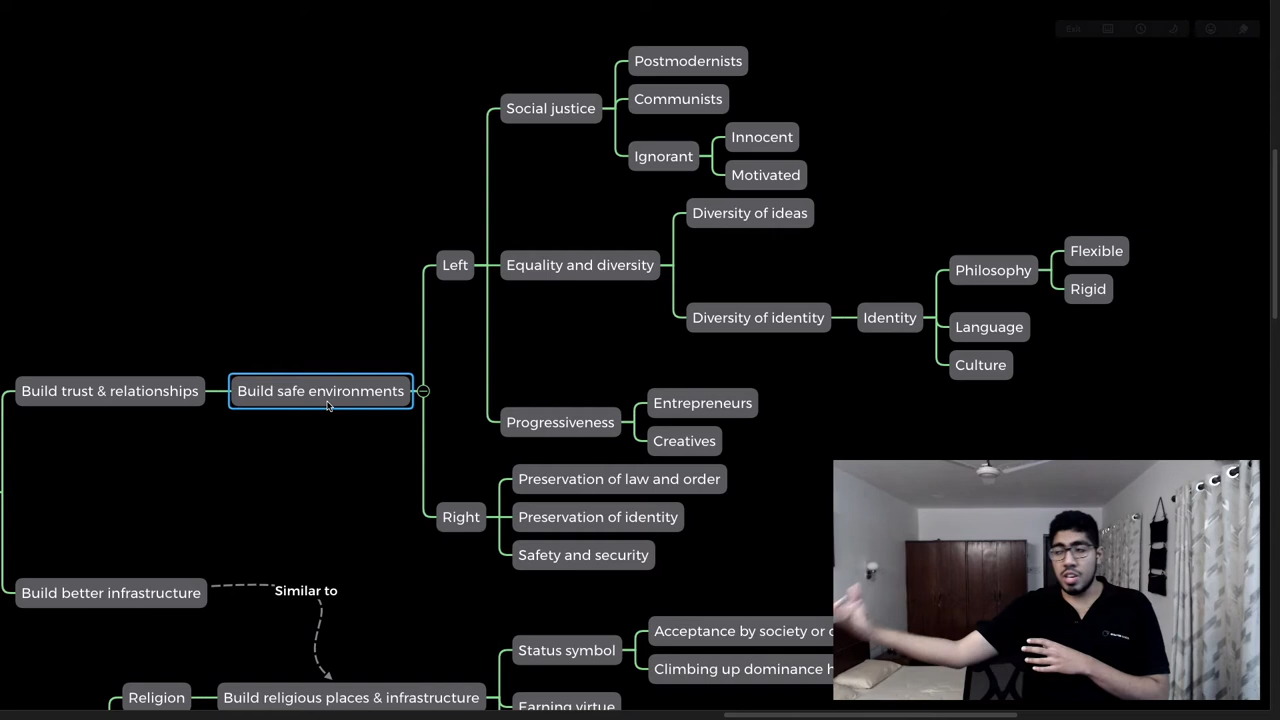 Exit
Postmodernists
Communists
Social justice
Innocent
Ignorant
Motivated
Diversity of ideas
Flexible
Left
Equality and diversity
Philosophy
Rigid
Diversity of identity
Identity
Language
Culture
Build trust & relationships
Build safe environments
Entrepreneurs
Progressiveness
Creatives
Preservation of law and order
Right
Preservation of identity
Safety and security
Build better infrastructure
Similar to
Acceptance by society or
Status symbol
Climbing up dominance
Religion
Build religious places & infrastructure
Earning virtue